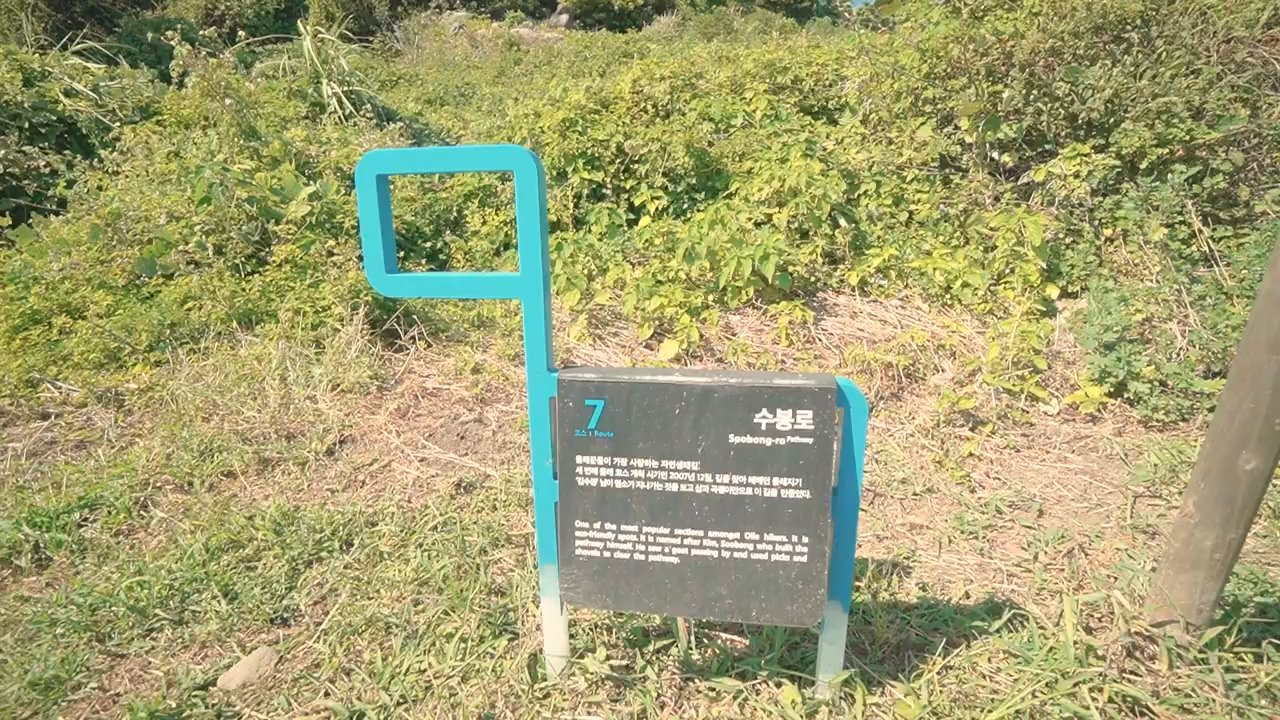 7
코스 : Route
수봉로
Soobong-ro Pathway
올레꾼들이 가장 사랑하는 자연생태길.
세 번째 올레 코스 개척 시기인 2007년 12월, 길을 찾아 헤매던 올레지기
'김수봉' 님이 염소가 지나가는 것을 보고 삽과 곡괭이만으로 이 길을 만들었다.
One of the most popular sections amongst Olle hikers. It is
eco-friendly spots. It is named after Kim, Soobong who built the
pathway himself. He saw a goat passing by and used picks and
shovels to clear the pathway.